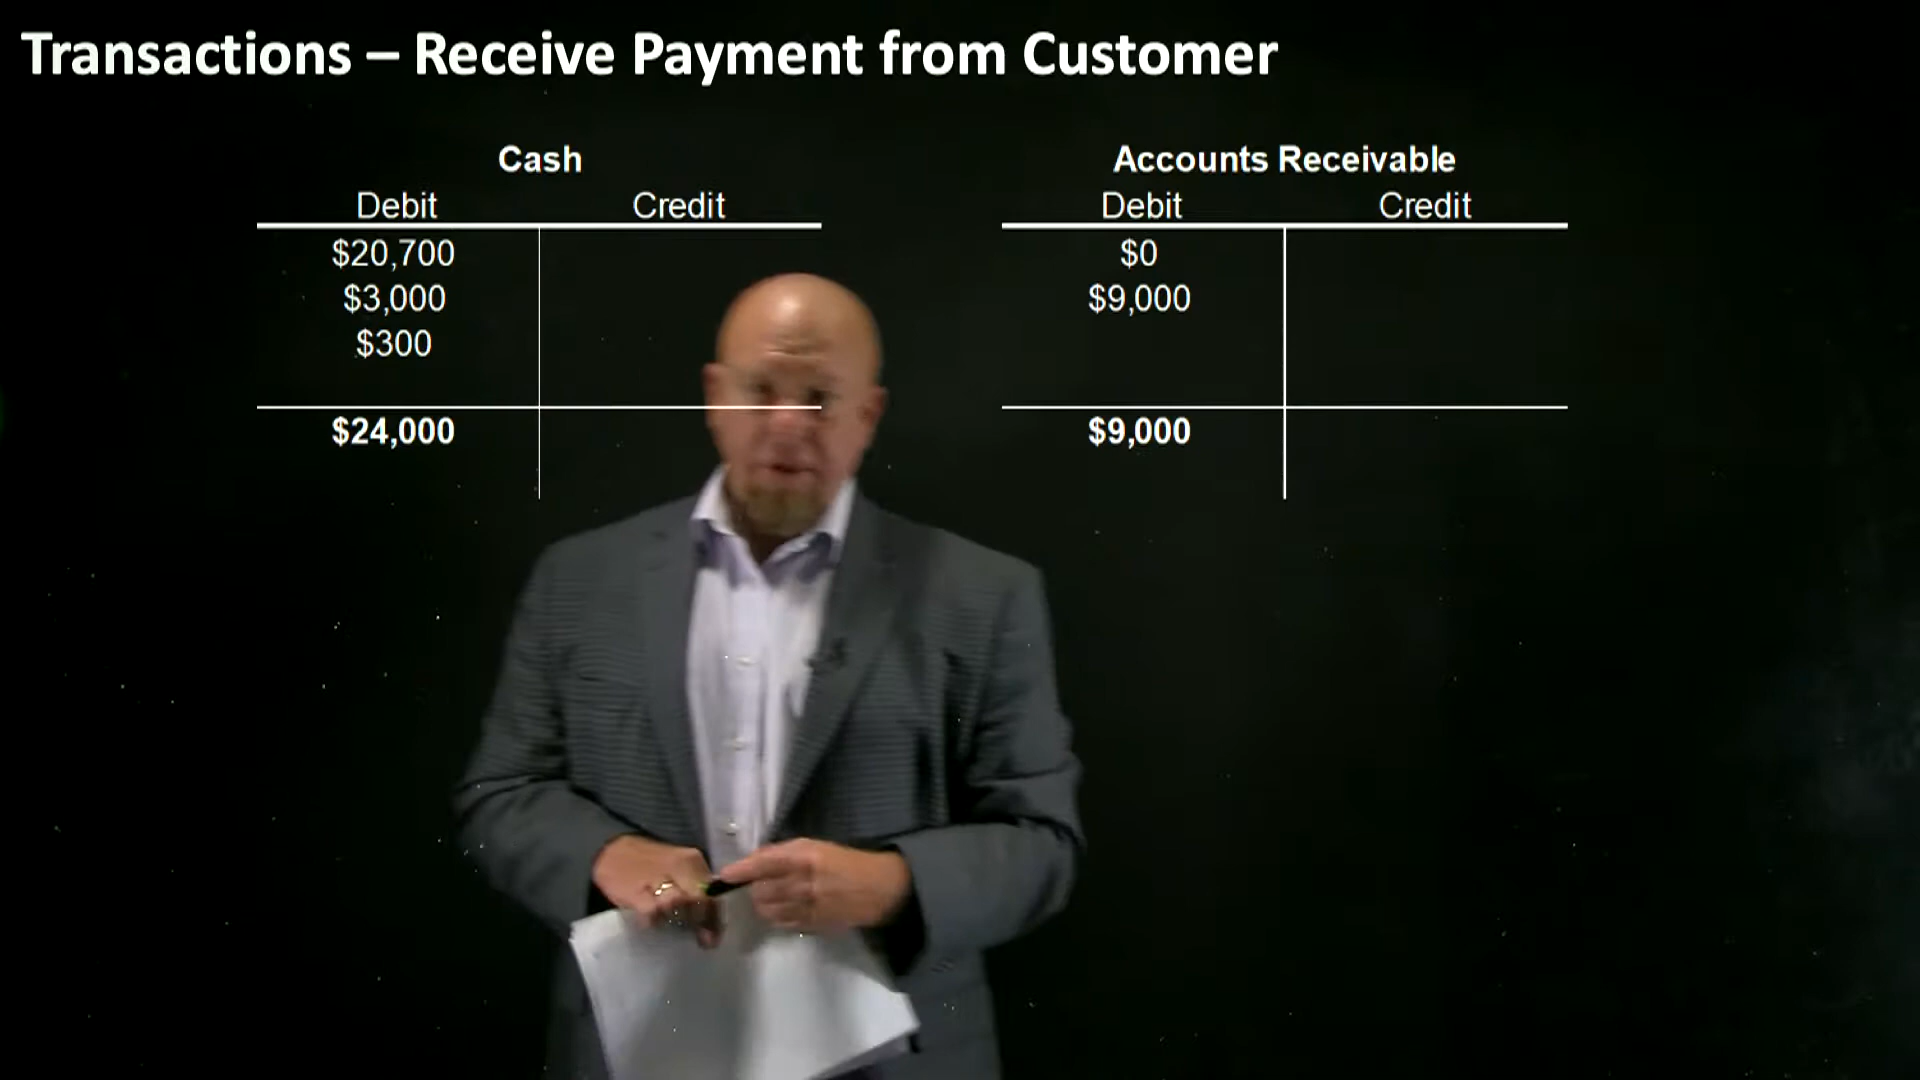 Transactions – Receive Payment from Customer
Cash
Debit Credit
$20,700
$3,000
$300
$24,000
Accounts Receivable
Debit Credit
$0
$9,000
$9,000